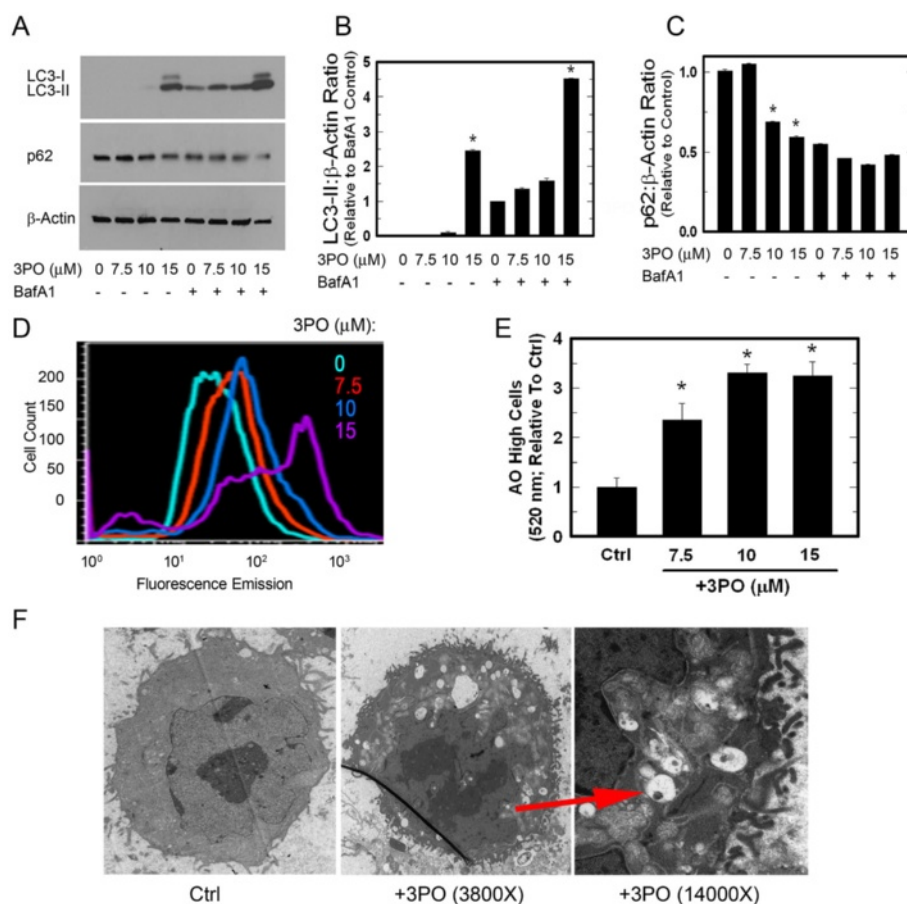 A
LC3-I
LC3-II
p62
β-Actin
3PO (μM) 0 7.5 10 15 0 7.5 10 15
BafA1 - - - - + + + +
B
LC3-II:β-Actin Ratio
(Relative to BafA1 Control)
5
4
3
2
1
0
* *
3PO (μM) 0 7.5 10 15 0 7.5 10 15
BafA1 - - - - + + + +
C
p62:β-Actin Ratio
(Relative to Control)
1.0
0.5
0.0
* *
3PO (μM) 0 7.5 10 15 0 7.5 10 15
BafA1 - - - - + + + +
D
3PO (μM):
0
7.5
10
15
Cell Count
200
150
100
50
0
10⁰ 10¹ 10² 10³
Fluorescence Emission
E
AO High Cells
(520 nm; Relative To Ctrl)
4
3
2
1
0
* * *
Ctrl 7.5 10 15
+3PO (μM)
F
Ctrl +3PO (3800X) +3PO (14000X)